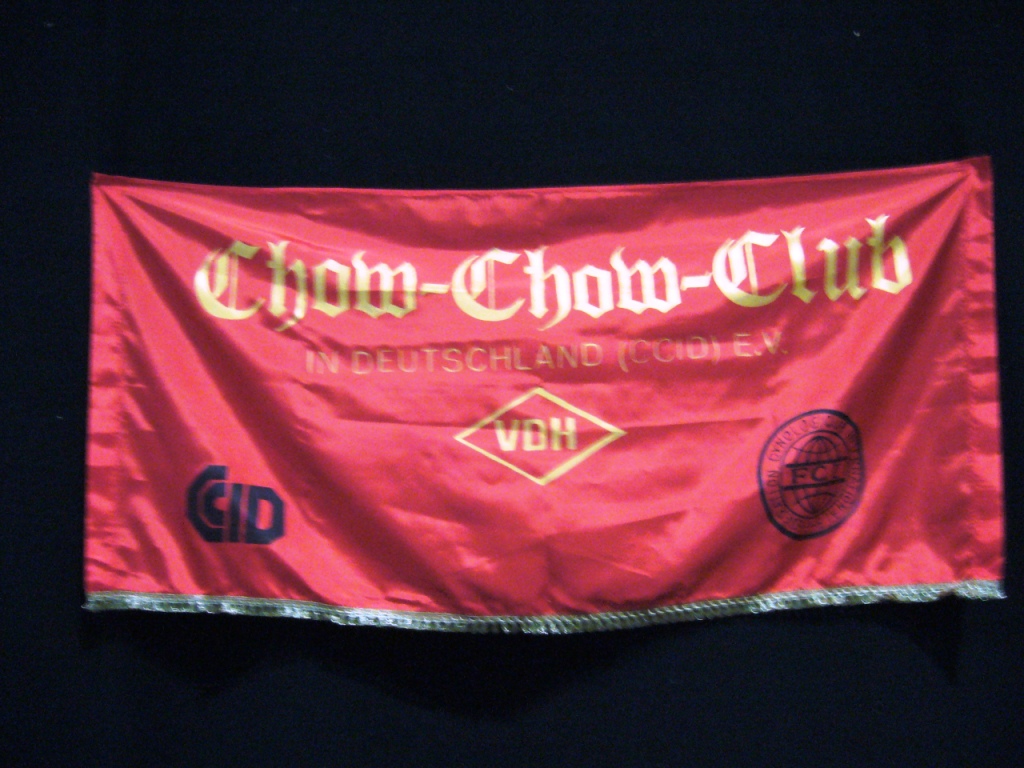 Chow-Chow-Club
IN DEUTSCHLAND (CCID) E.V.
VDH
CCID
FCI